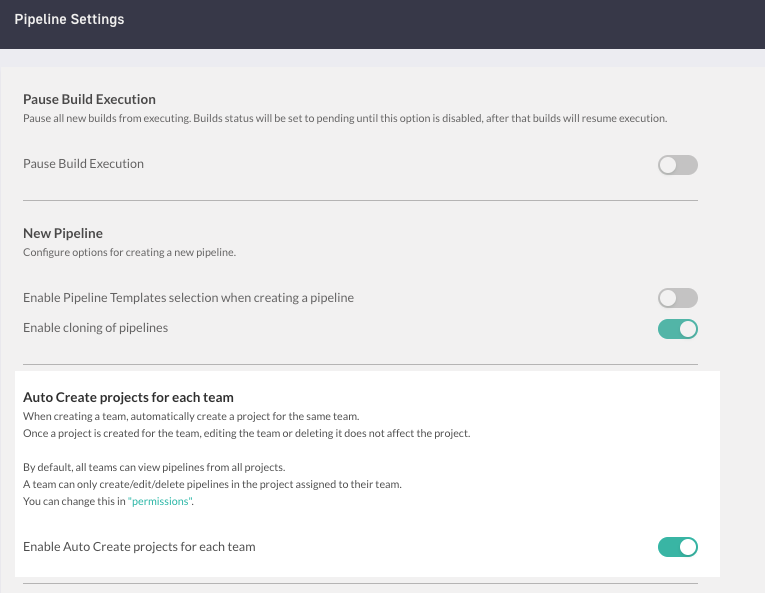 Pipeline Settings
Pause Build Execution
Pause all new builds from executing. Builds status will be set to pending until this option is disabled, after that builds will resume execution.
Pause Build Execution
New Pipeline
Configure options for creating a new pipeline.
Enable Pipeline Templates selection when creating a pipeline
Enable cloning of pipelines
Auto Create projects for each team
When creating a team, automatically create a project for the same team.
Once a project is created for the team, editing the team or deleting it does not affect the project.
By default, all teams can view pipelines from all projects.
A team can only create/edit/delete pipelines in the project assigned to their team.
You can change this in "permissions".
Enable Auto Create projects for each team